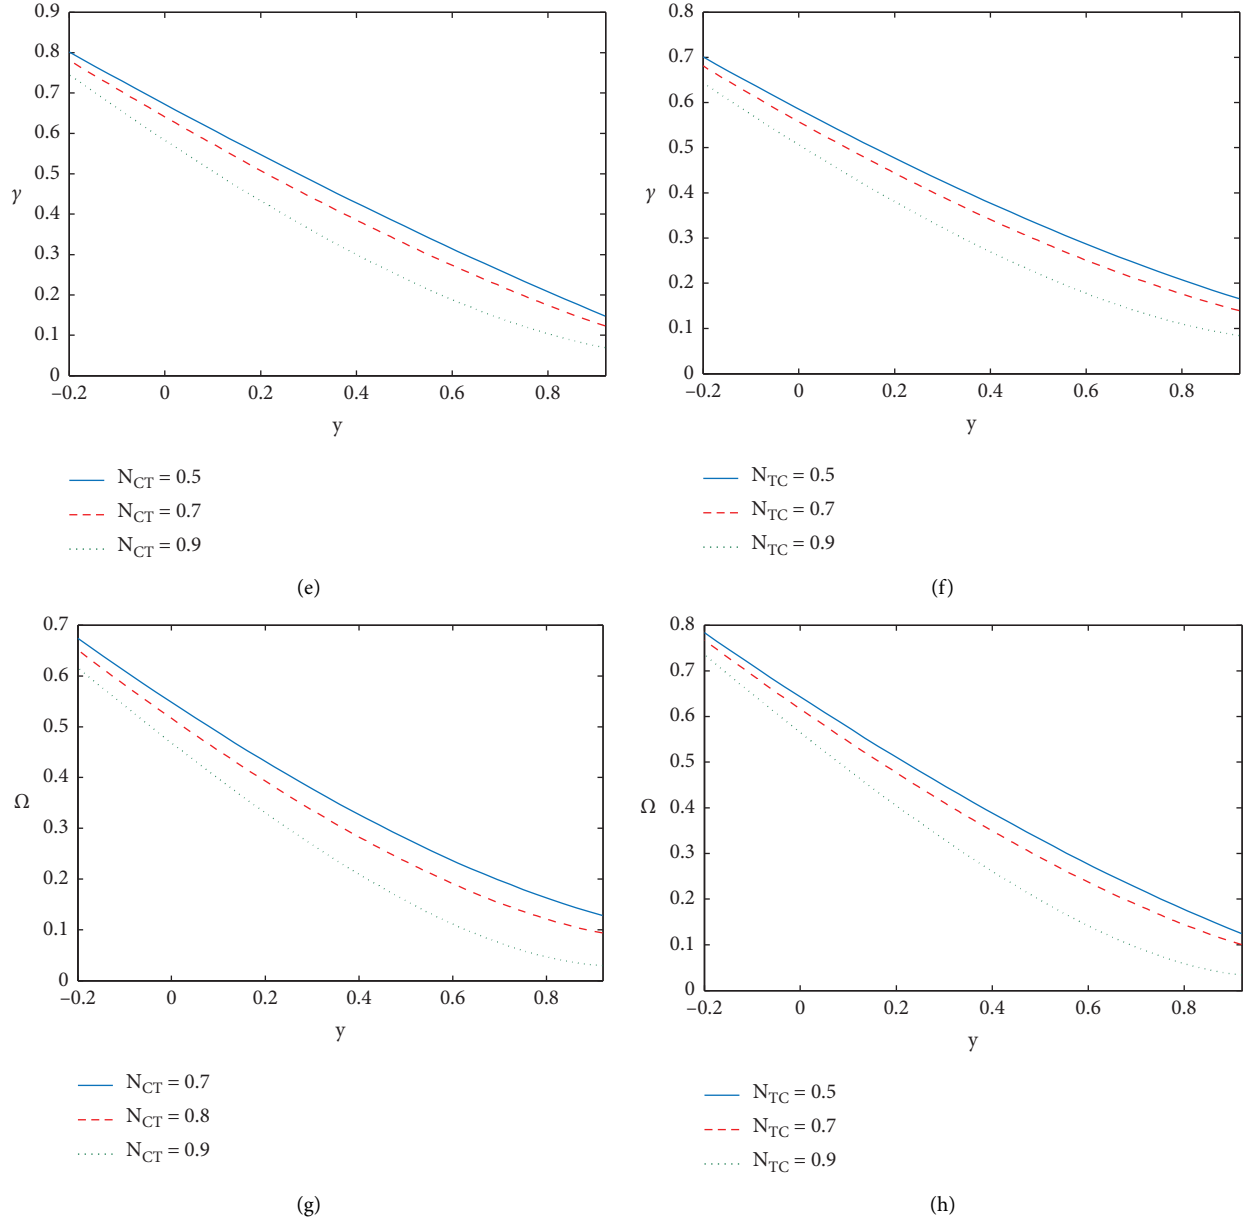 0.9
0.8
0.7
0.6
0.5
0.4
0.3
0.2
0.1
0
γ
−0.2 0 0.2 0.4 0.6 0.8
y
N_CT = 0.5
N_CT = 0.7
N_CT = 0.9
(e)
0.8
0.7
0.6
0.5
0.4
0.3
0.2
0.1
0
γ
−0.2 0 0.2 0.4 0.6 0.8
y
N_TC = 0.5
N_TC = 0.7
N_TC = 0.9
(f)
0.7
0.6
0.5
0.4
0.3
0.2
0.1
0
Ω
−0.2 0 0.2 0.4 0.6 0.8
y
N_CT = 0.7
N_CT = 0.8
N_CT = 0.9
(g)
0.8
0.7
0.6
0.5
0.4
0.3
0.2
0.1
0
Ω
−0.2 0 0.2 0.4 0.6 0.8
y
N_TC = 0.5
N_TC = 0.7
N_TC = 0.9
(h)